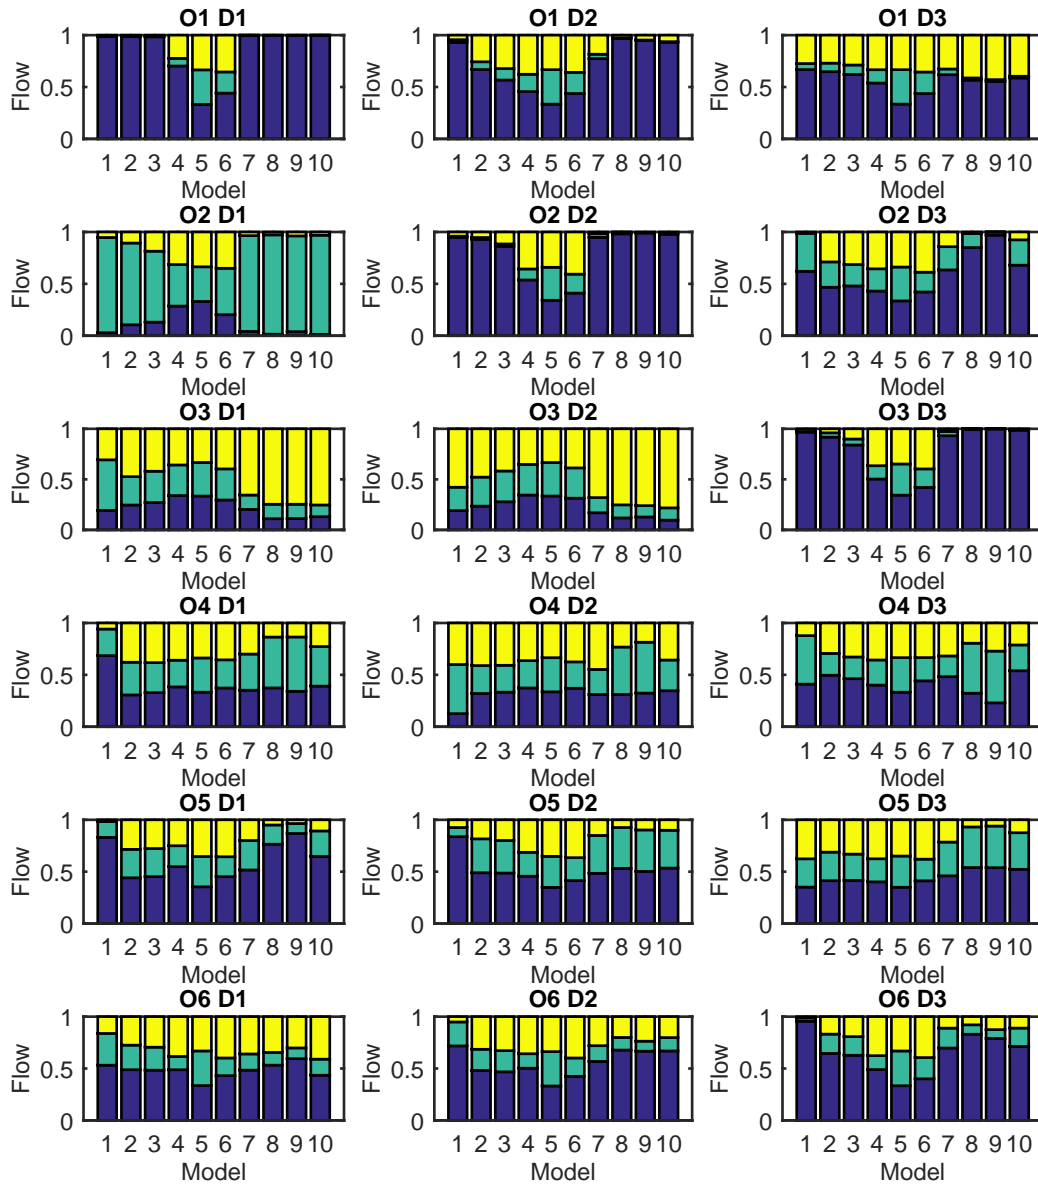 O1 D1 O1 D2 O1 D3
Flow 1 0.5 0 Flow 1 0.5 0 Flow 1 0.5 0
1 2 3 4 5 6 7 8 9 10 1 2 3 4 5 6 7 8 9 10 1 2 3 4 5 6 7 8 9 10
Model Model Model
O2 D1 O2 D2 O2 D3
Flow 1 0.5 0 Flow 1 0.5 0 Flow 1 0.5 0
1 2 3 4 5 6 7 8 9 10 1 2 3 4 5 6 7 8 9 10 1 2 3 4 5 6 7 8 9 10
Model Model Model
O3 D1 O3 D2 O3 D3
Flow 1 0.5 0 Flow 1 0.5 0 Flow 1 0.5 0
1 2 3 4 5 6 7 8 9 10 1 2 3 4 5 6 7 8 9 10 1 2 3 4 5 6 7 8 9 10
Model Model Model
O4 D1 O4 D2 O4 D3
Flow 1 0.5 0 Flow 1 0.5 0 Flow 1 0.5 0
1 2 3 4 5 6 7 8 9 10 1 2 3 4 5 6 7 8 9 10 1 2 3 4 5 6 7 8 9 10
Model Model Model
O5 D1 O5 D2 O5 D3
Flow 1 0.5 0 Flow 1 0.5 0 Flow 1 0.5 0
1 2 3 4 5 6 7 8 9 10 1 2 3 4 5 6 7 8 9 10 1 2 3 4 5 6 7 8 9 10
Model Model Model
O6 D1 O6 D2 O6 D3
Flow 1 0.5 0 Flow 1 0.5 0 Flow 1 0.5 0
1 2 3 4 5 6 7 8 9 10 1 2 3 4 5 6 7 8 9 10 1 2 3 4 5 6 7 8 9 10
Model Model Model